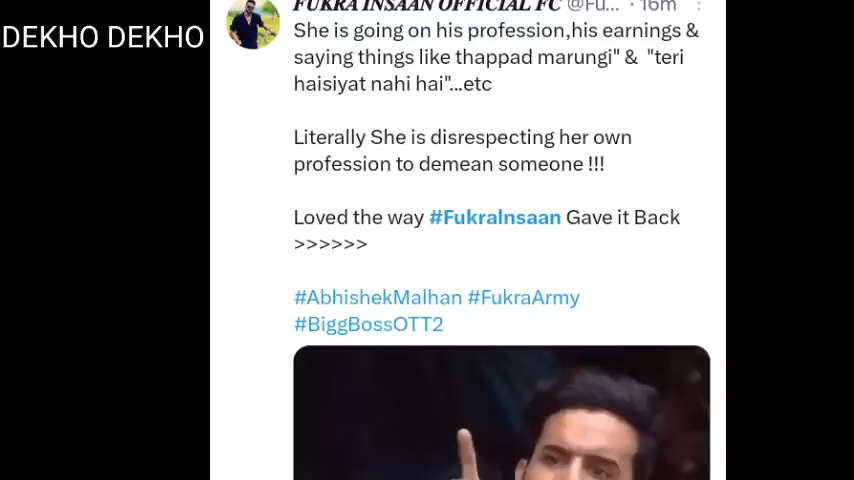 DEKHO DEKHO
FUKRA INSAAN OFFICIAL FC @Fu... · 16m
She is going on his profession,his earnings &
saying things like thappad marungi" & "teri
haisiyat nahi hai"...etc
Literally She is disrespecting her own
profession to demean someone !!!
Loved the way #FukraInsaan Gave it Back
>>>>>>
#AbhishekMalhan #FukraArmy
#BiggBossOTT2